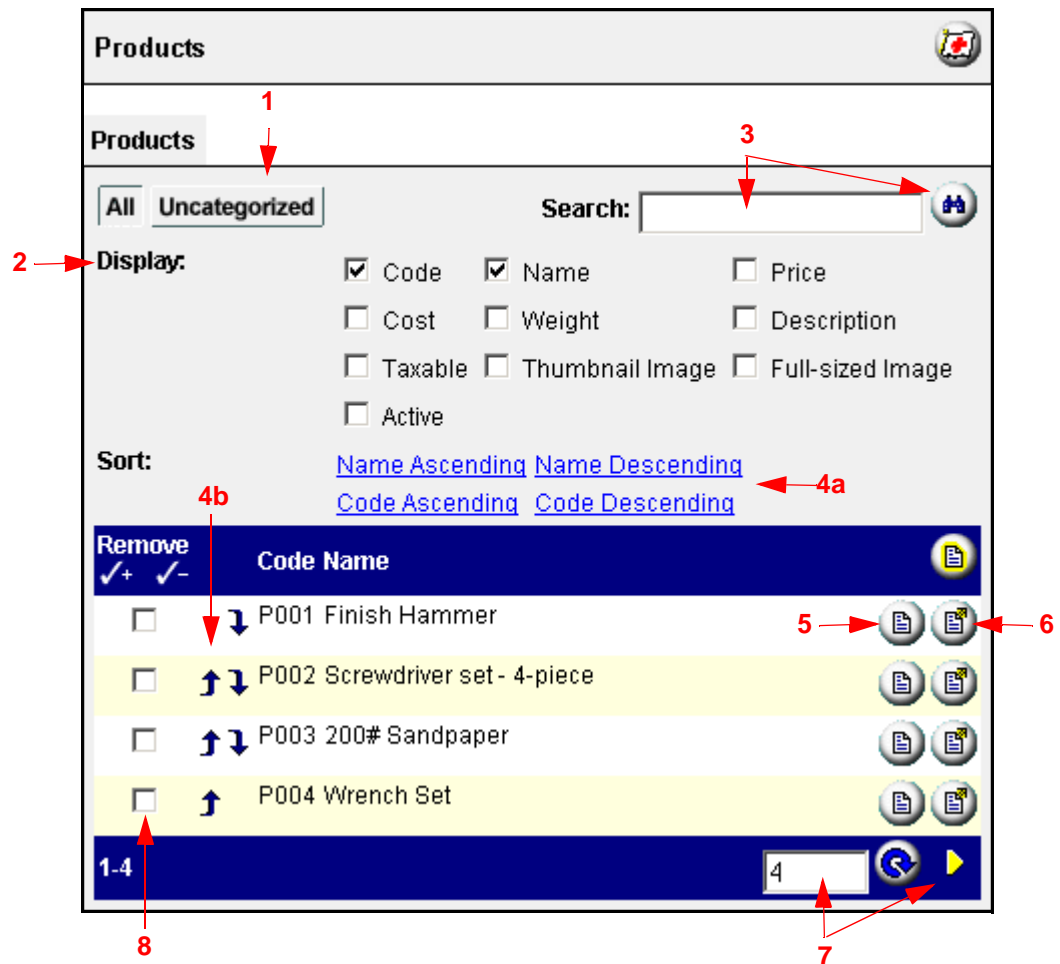 Products
1
Products
3
All Uncategorized Search:
2 Display: Code Name Price
Cost Weight Description
Taxable Thumbnail Image Full-sized Image
Active
Sort: Name Ascending Name Descending
4a
4b
Code Ascending Code Descending
Remove
+ -
Code Name
P001 Finish Hammer
5 6
P002 Screwdriver set - 4-piece
P003 200# Sandpaper
P004 Wrench Set
1-4 4
8 7